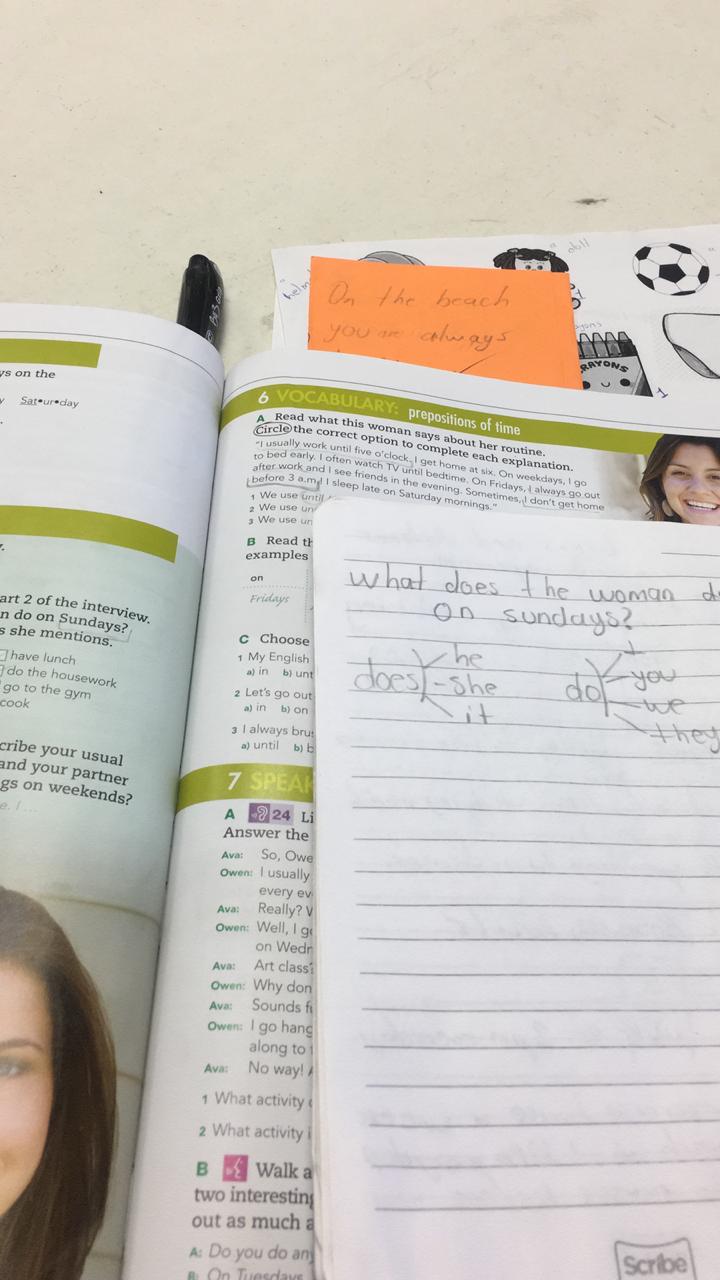 On the beach
you are always
CRAYONS
1
ys on the
Sat•ur•day
art 2 of the interview.
n do on Sundays?
s she mentions.
have lunch
do the housework
go to the gym
cook
cribe your usual
and your partner
gs on weekends?
e. I ...
6 VOCABULARY: prepositions of time
A Read what this woman says about her routine.
Circle the correct option to complete each explanation.
"I usually work until five o'clock. I get home at six. On weekdays, I go
to bed early. I often watch TV until bedtime. On Fridays, I always go out
after work and I see friends in the evening. Sometimes, I don't get home
before 3 a.m.! I sleep late on Saturday mornings."
1 We use until
2 We use un
3 We use un
B Read th
examples
on
Fridays
C Choose
1 My English
a) in b) unt
2 Let's go out
a) in b) on
3 I always brus
a) until b) b
7 SPEAK
A 24 Li
Answer the
Ava: So, Owe
Owen: I usually
every ev
Ava: Really? W
Owen: Well, I go
on Wedn
Ava: Art class?
Owen: Why don
Ava: Sounds fu
Owen: I go hang
along to
Ava: No way!
1 What activity
2 What activity i
B Walk a
two interesting
out as much a
A: Do you do any
B: On Tuesdays
What does the woman do
on sundays?
does he
-she
it
do I
you
we
they
Scribe